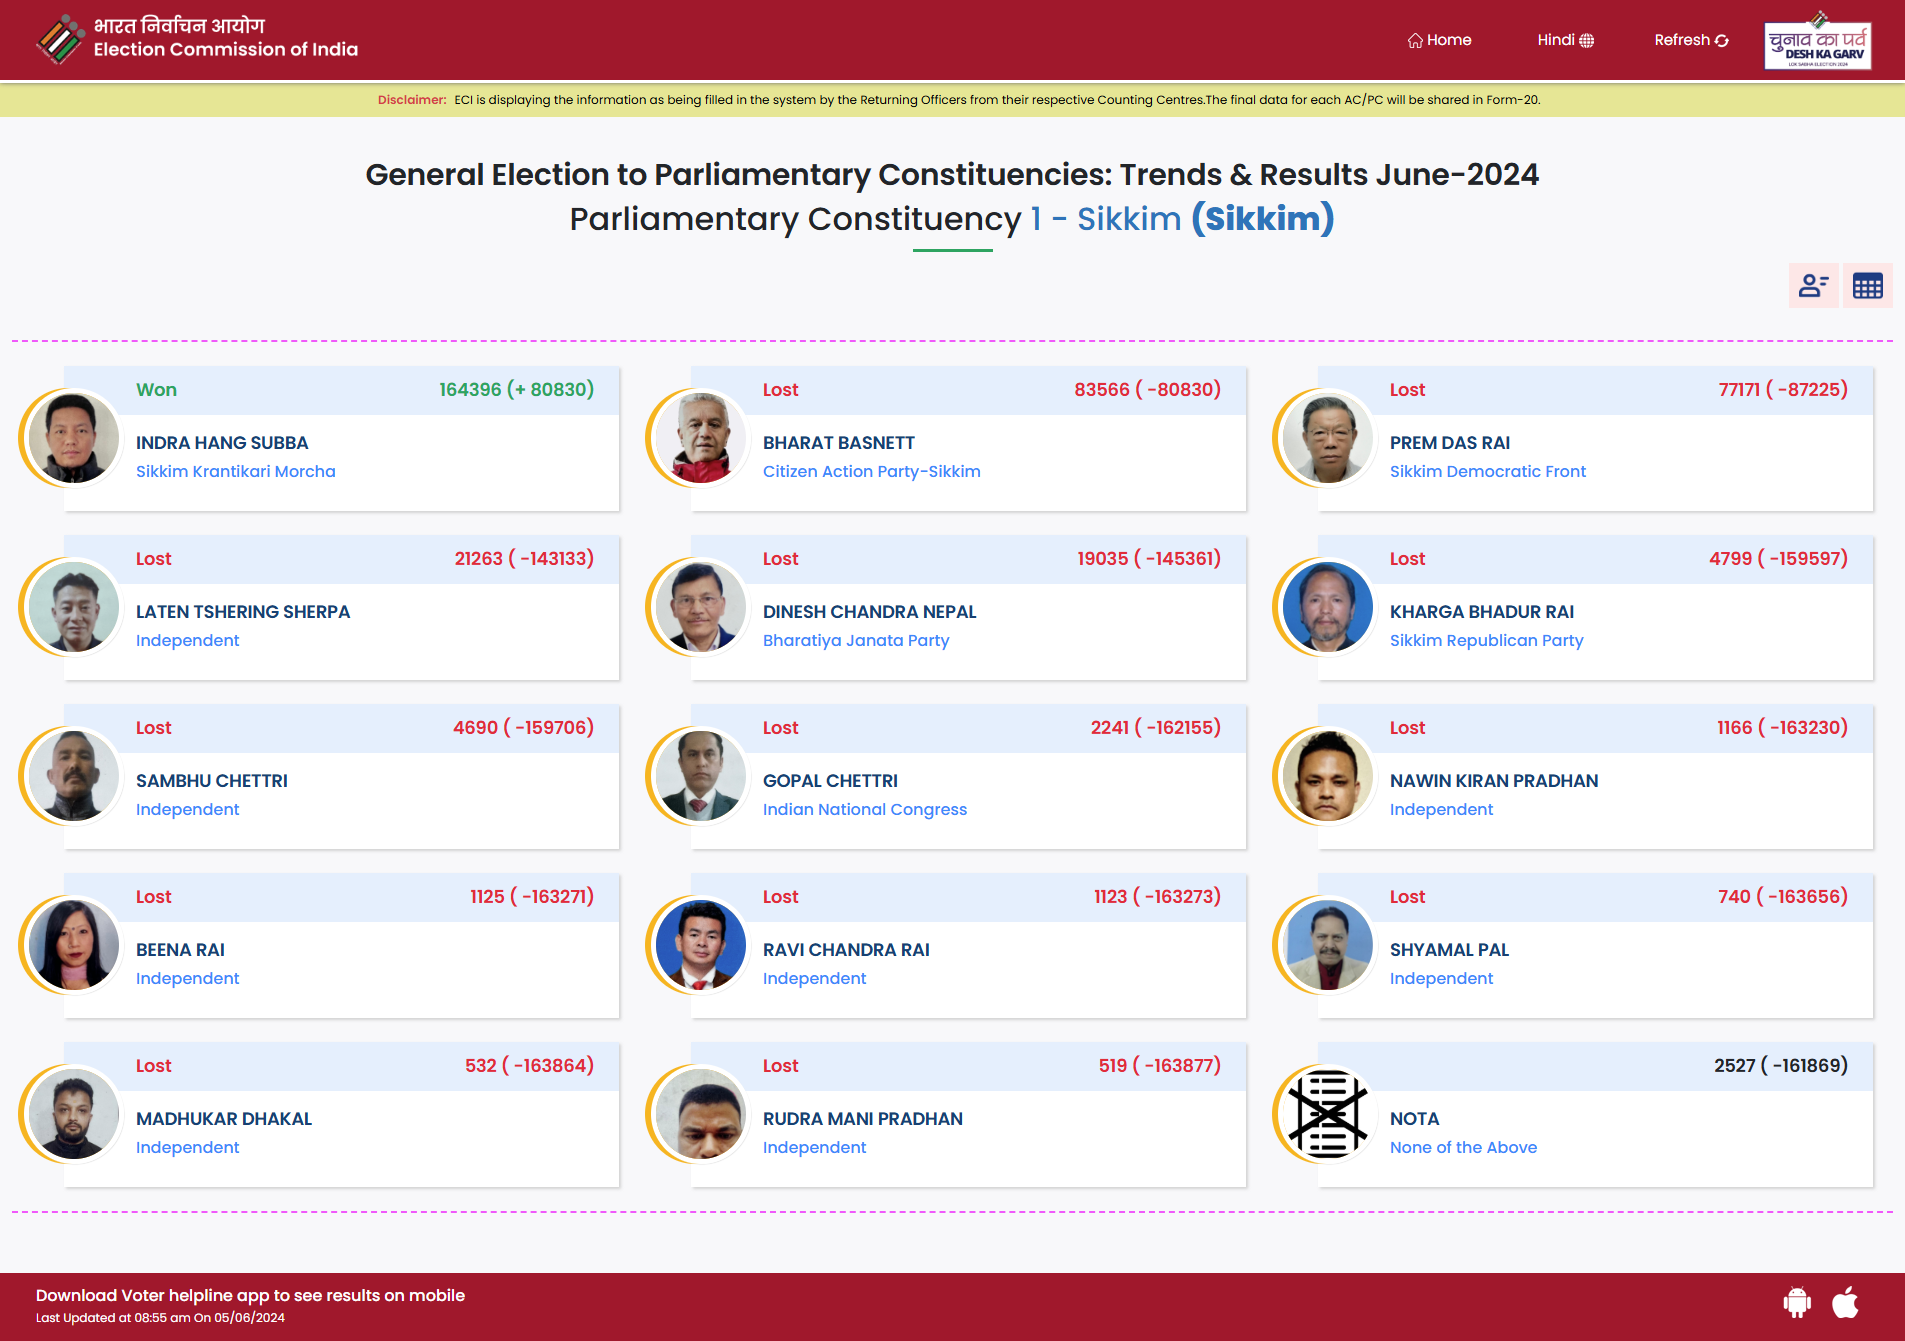 भारत निर्वाचन आयोग
Election Commission of India
Home
Hindi
Refresh
चुनाव का पर्व
DESH KA GARV
LOK SABHA ELECTION 2024
Disclaimer: ECI is displaying the information as being filled in the system by the Returning Officers from their respective Counting Centres.The final data for each AC/PC will be shared in Form-20.
General Election to Parliamentary Constituencies: Trends & Results June-2024
Parliamentary Constituency 1 - Sikkim (Sikkim)
Won 164396 (+ 80830)
INDRA HANG SUBBA
Sikkim Krantikari Morcha
Lost 83566 ( -80830)
BHARAT BASNETT
Citizen Action Party-Sikkim
Lost 77171 ( -87225)
PREM DAS RAI
Sikkim Democratic Front
Lost 21263 ( -143133)
LATEN TSHERING SHERPA
Independent
Lost 19035 ( -145361)
DINESH CHANDRA NEPAL
Bharatiya Janata Party
Lost 4799 ( -159597)
KHARGA BHADUR RAI
Sikkim Republican Party
Lost 4690 ( -159706)
SAMBHU CHETTRI
Independent
Lost 2241 ( -162155)
GOPAL CHETTRI
Indian National Congress
Lost 1166 ( -163230)
NAWIN KIRAN PRADHAN
Independent
Lost 1125 ( -163271)
BEENA RAI
Independent
Lost 1123 ( -163273)
RAVI CHANDRA RAI
Independent
Lost 740 ( -163656)
SHYAMAL PAL
Independent
Lost 532 ( -163864)
MADHUKAR DHAKAL
Independent
Lost 519 ( -163877)
RUDRA MANI PRADHAN
Independent
2527 ( -161869)
NOTA
None of the Above
Download Voter helpline app to see results on mobile
Last Updated at 08:55 am On 05/06/2024